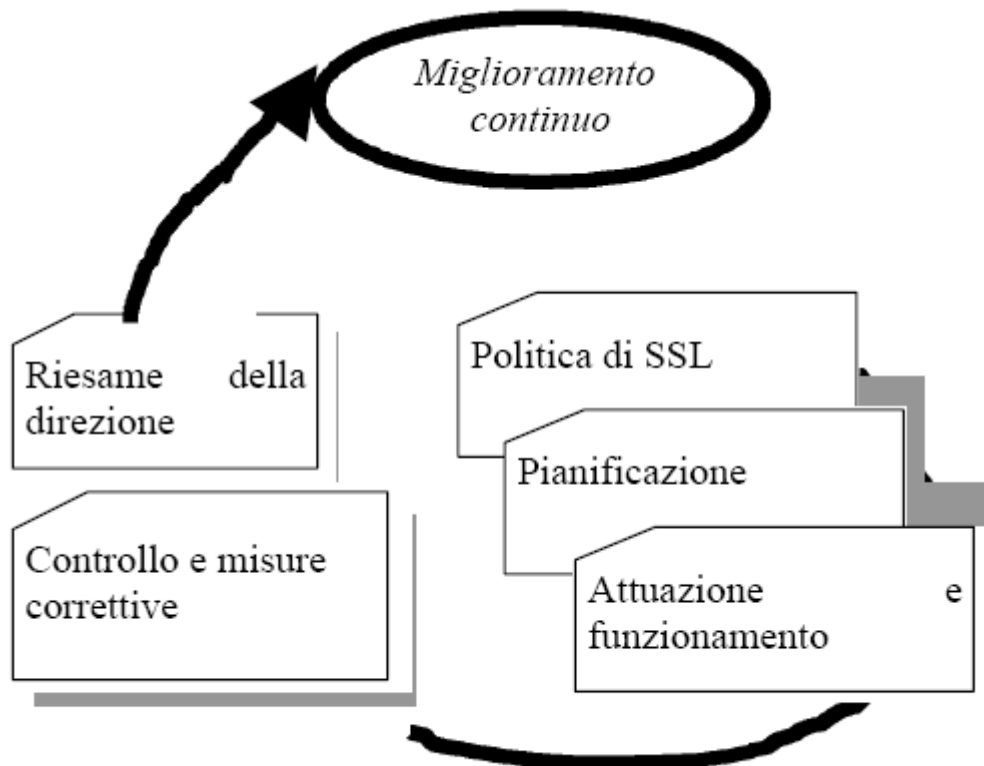 Miglioramento
continuo
Politica di SSL
Pianificazione
Attuazione e
funzionamento
Controllo e misure
correttive
Riesame della
direzione